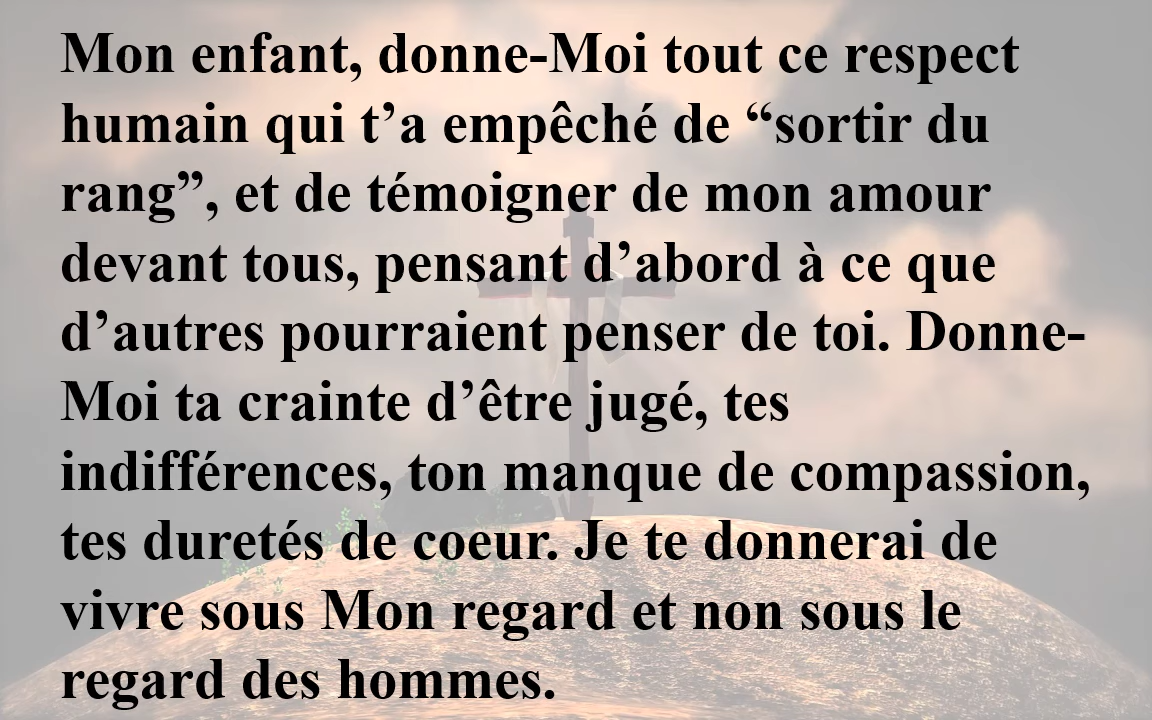 Mon enfant, donne-Moi tout ce respect
humain qui t’a empêché de “sortir du
rang”, et de témoigner de mon amour
devant tous, pensant d’abord à ce que
d’autres pourraient penser de toi. Donne-
Moi ta crainte d’être jugé, tes
indifférences, ton manque de compassion,
tes duretés de coeur. Je te donnerai de
vivre sous Mon regard et non sous le
regard des hommes.